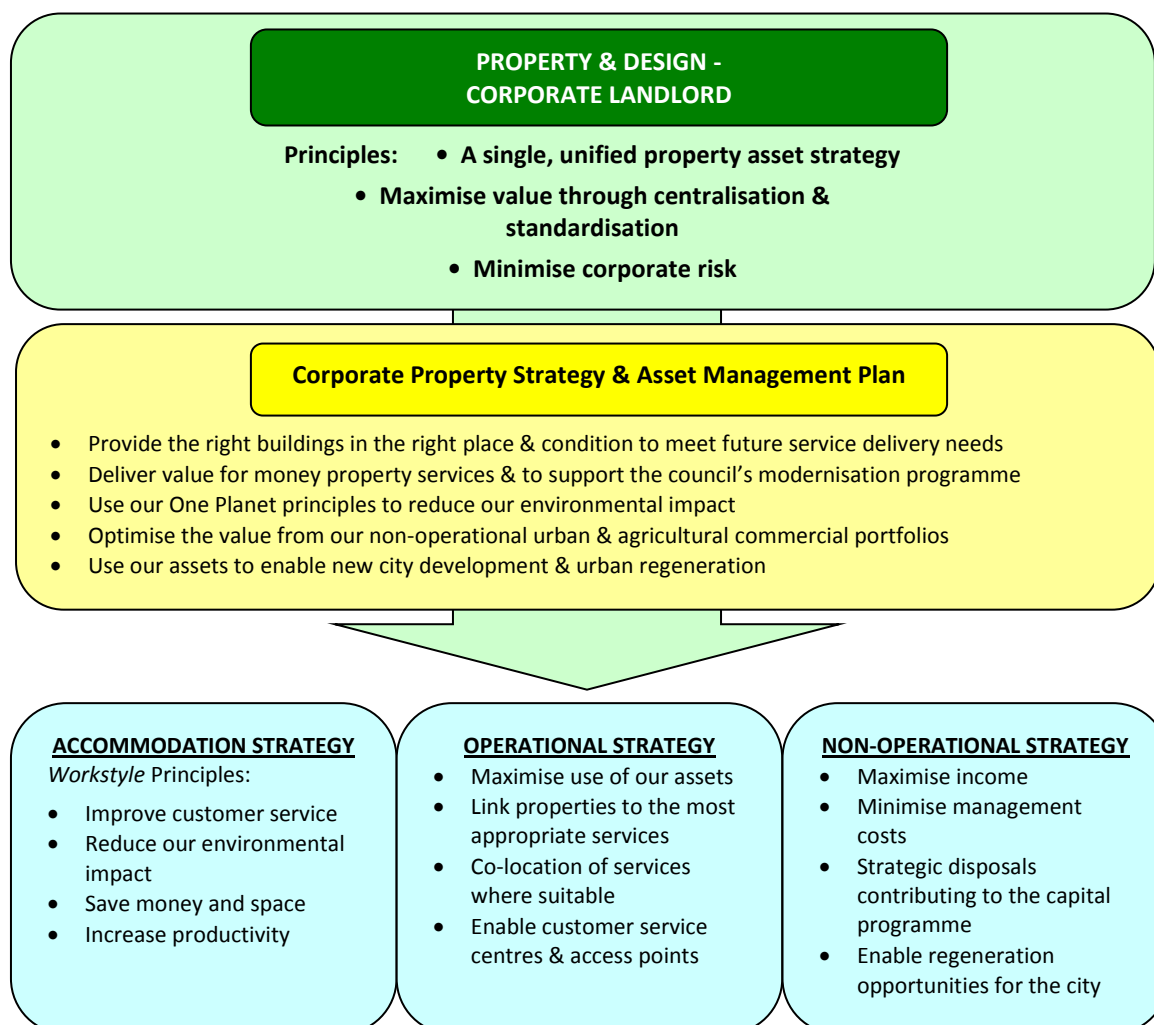 PROPERTY & DESIGN -
CORPORATE LANDLORD
Principles: • A single, unified property asset strategy
• Maximise value through centralisation &
standardisation
• Minimise corporate risk
Corporate Property Strategy & Asset Management Plan
• Provide the right buildings in the right place & condition to meet future service delivery needs
• Deliver value for money property services & to support the council’s modernisation programme
• Use our One Planet principles to reduce our environmental impact
• Optimise the value from our non-operational urban & agricultural commercial portfolios
• Use our assets to enable new city development & urban regeneration
ACCOMMODATION STRATEGY
Workstyle Principles:
• Improve customer service
• Reduce our environmental
impact
• Save money and space
• Increase productivity
OPERATIONAL STRATEGY
• Maximise use of our assets
• Link properties to the most
appropriate services
• Co-location of services
where suitable
• Enable customer service
centres & access points
NON-OPERATIONAL STRATEGY
• Maximise income
• Minimise management
costs
• Strategic disposals
contributing to the capital
programme
• Enable regeneration
opportunities for the city